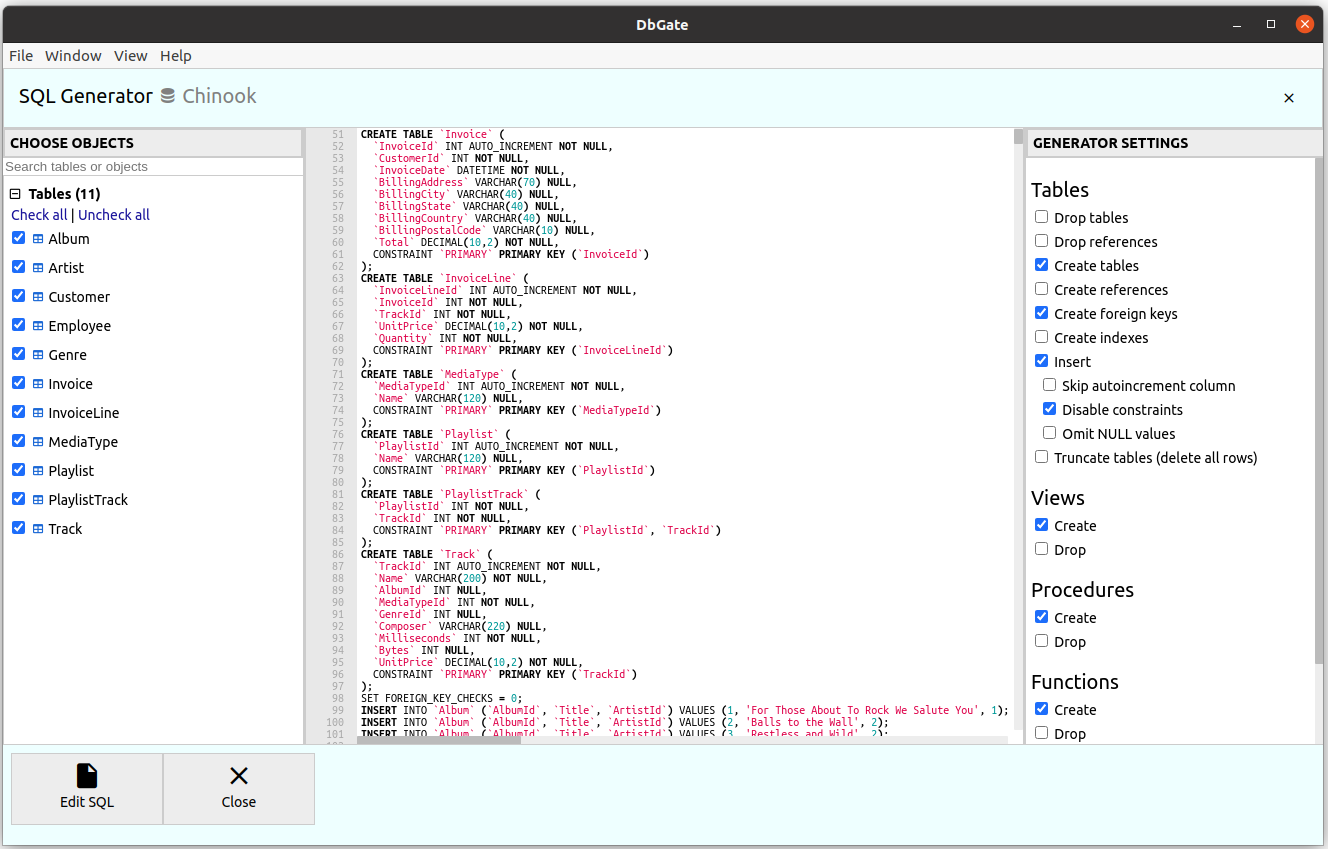 DbGate
File Window View Help
SQL Generator Chinook
CHOOSE OBJECTS
Search tables or objects
Tables (11)
Check all | Uncheck all
Album
Artist
Customer
Employee
Genre
Invoice
InvoiceLine
MediaType
Playlist
PlaylistTrack
Track
51 CREATE TABLE `Invoice` (
52 `InvoiceId` INT AUTO_INCREMENT NOT NULL,
53 `CustomerId` INT NOT NULL,
54 `InvoiceDate` DATETIME NOT NULL,
55 `BillingAddress` VARCHAR(70) NULL,
56 `BillingCity` VARCHAR(40) NULL,
57 `BillingState` VARCHAR(40) NULL,
58 `BillingCountry` VARCHAR(40) NULL,
59 `BillingPostalCode` VARCHAR(10) NULL,
60 `Total` DECIMAL(10,2) NOT NULL,
61 CONSTRAINT `PRIMARY` PRIMARY KEY (`InvoiceId`)
62 );
63 CREATE TABLE `InvoiceLine` (
64 `InvoiceLineId` INT AUTO_INCREMENT NOT NULL,
65 `InvoiceId` INT NOT NULL,
66 `TrackId` INT NOT NULL,
67 `UnitPrice` DECIMAL(10,2) NOT NULL,
68 `Quantity` INT NOT NULL,
69 CONSTRAINT `PRIMARY` PRIMARY KEY (`InvoiceLineId`)
70 );
71 CREATE TABLE `MediaType` (
72 `MediaTypeId` INT AUTO_INCREMENT NOT NULL,
73 `Name` VARCHAR(120) NULL,
74 CONSTRAINT `PRIMARY` PRIMARY KEY (`MediaTypeId`)
75 );
76 CREATE TABLE `Playlist` (
77 `PlaylistId` INT AUTO_INCREMENT NOT NULL,
78 `Name` VARCHAR(120) NULL,
79 CONSTRAINT `PRIMARY` PRIMARY KEY (`PlaylistId`)
80 );
81 CREATE TABLE `PlaylistTrack` (
82 `PlaylistId` INT NOT NULL,
83 `TrackId` INT NOT NULL,
84 CONSTRAINT `PRIMARY` PRIMARY KEY (`PlaylistId`, `TrackId`)
85 );
86 CREATE TABLE `Track` (
87 `TrackId` INT AUTO_INCREMENT NOT NULL,
88 `Name` VARCHAR(200) NOT NULL,
89 `AlbumId` INT NULL,
90 `MediaTypeId` INT NOT NULL,
91 `GenreId` INT NULL,
92 `Composer` VARCHAR(220) NULL,
93 `Milliseconds` INT NOT NULL,
94 `Bytes` INT NULL,
95 `UnitPrice` DECIMAL(10,2) NOT NULL,
96 CONSTRAINT `PRIMARY` PRIMARY KEY (`TrackId`)
97 );
98 SET FOREIGN_KEY_CHECKS = 0;
99 INSERT INTO `Album` (`AlbumId`, `Title`, `ArtistId`) VALUES (1, 'For Those About To Rock We Salute You', 1);
100 INSERT INTO `Album` (`AlbumId`, `Title`, `ArtistId`) VALUES (2, 'Balls to the Wall', 2);
101 INSERT INTO `Album` (`AlbumId`, `Title`, `ArtistId`) VALUES (3, 'Restless and Wild', 2);
GENERATOR SETTINGS
Tables
Drop tables
Drop references
Create tables
Create references
Create foreign keys
Create indexes
Insert
Skip autoincrement column
Disable constraints
Omit NULL values
Truncate tables (delete all rows)
Views
Create
Drop
Procedures
Create
Drop
Functions
Create
Drop
Edit SQL
Close